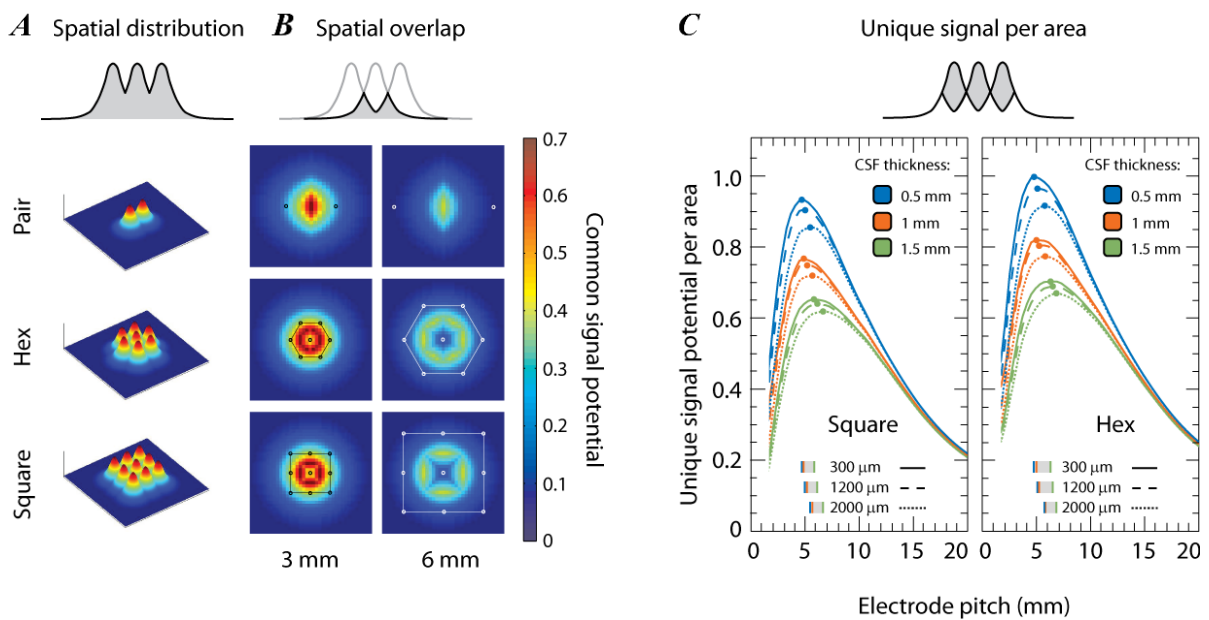 A Spatial distribution
B Spatial overlap
C Unique signal per area
Pair
Hex
Square
3 mm
6 mm
0.7
0.6
0.5
0.4
0.3
0.2
0.1
0
Common signal potential
Unique signal potential per area
1.0
0.8
0.6
0.4
0.2
0
CSF thickness:
0.5 mm
1 mm
1.5 mm
Square
300 µm
1200 µm
2000 µm
0 5 10 15 20
CSF thickness:
0.5 mm
1 mm
1.5 mm
Hex
300 µm
1200 µm
2000 µm
0 5 10 15 20
Electrode pitch (mm)